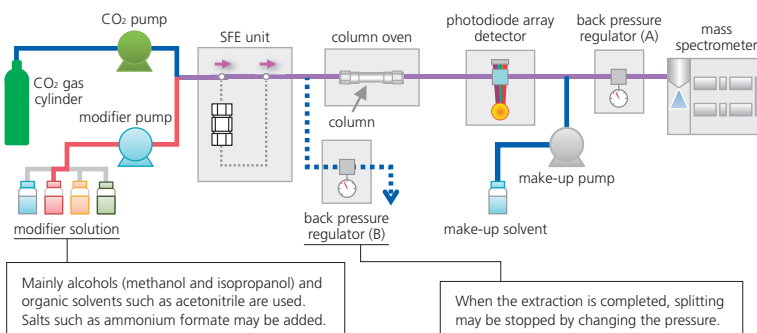 CO₂ pump
SFE unit
column oven
photodiode array
detector
back pressure
regulator (A)
mass
spectrometer
CO₂ gas
cylinder
modifier pump
column
modifier solution
back pressure
regulator (B)
make-up pump
make-up solvent
Mainly alcohols (methanol and isopropanol) and
organic solvents such as acetonitrile are used.
Salts such as ammonium formate may be added.
When the extraction is completed, splitting
may be stopped by changing the pressure.